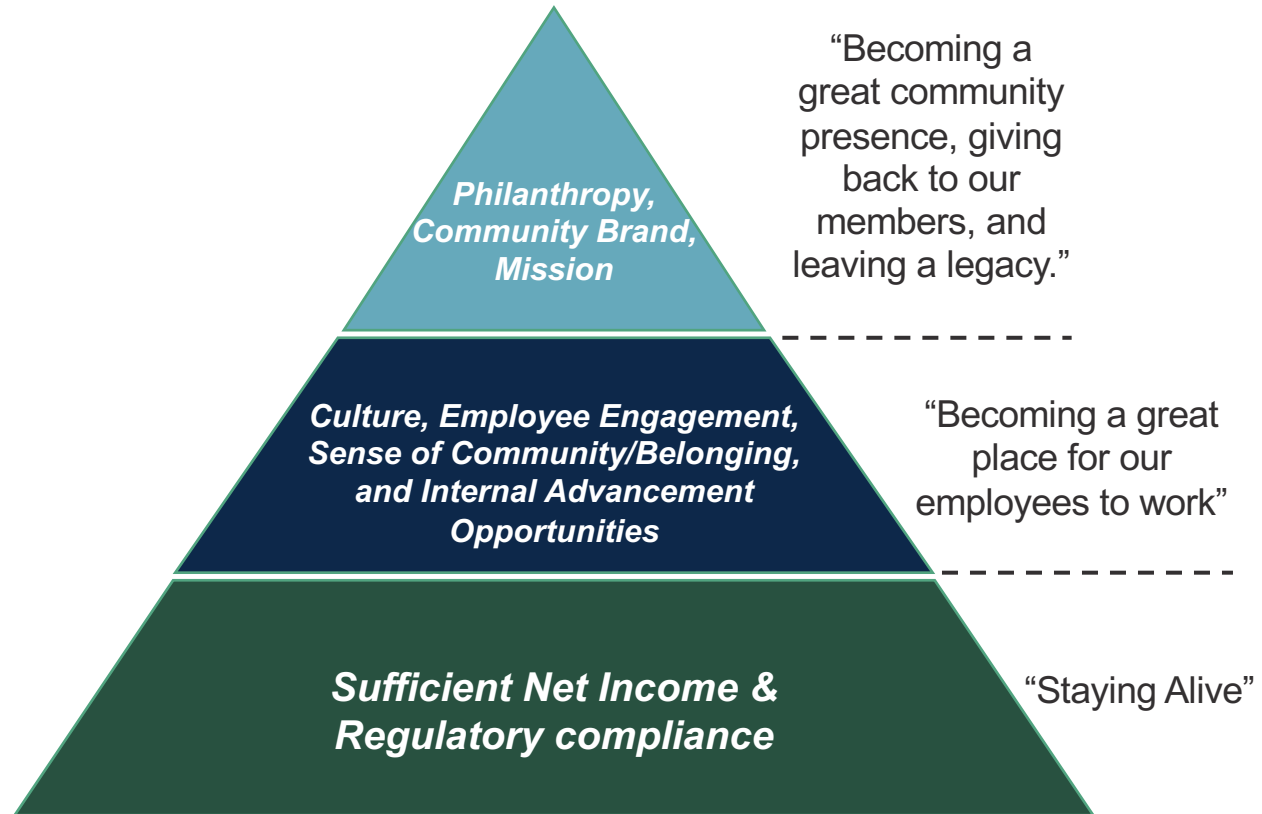 “Becoming a
great community
presence, giving
back to our
members, and
leaving a legacy.”
Philanthropy,
Community Brand,
Mission
Culture, Employee Engagement,
Sense of Community/Belonging,
and Internal Advancement
Opportunities
“Becoming a great
place for our
employees to work”
Sufficient Net Income &
Regulatory compliance
“Staying Alive”